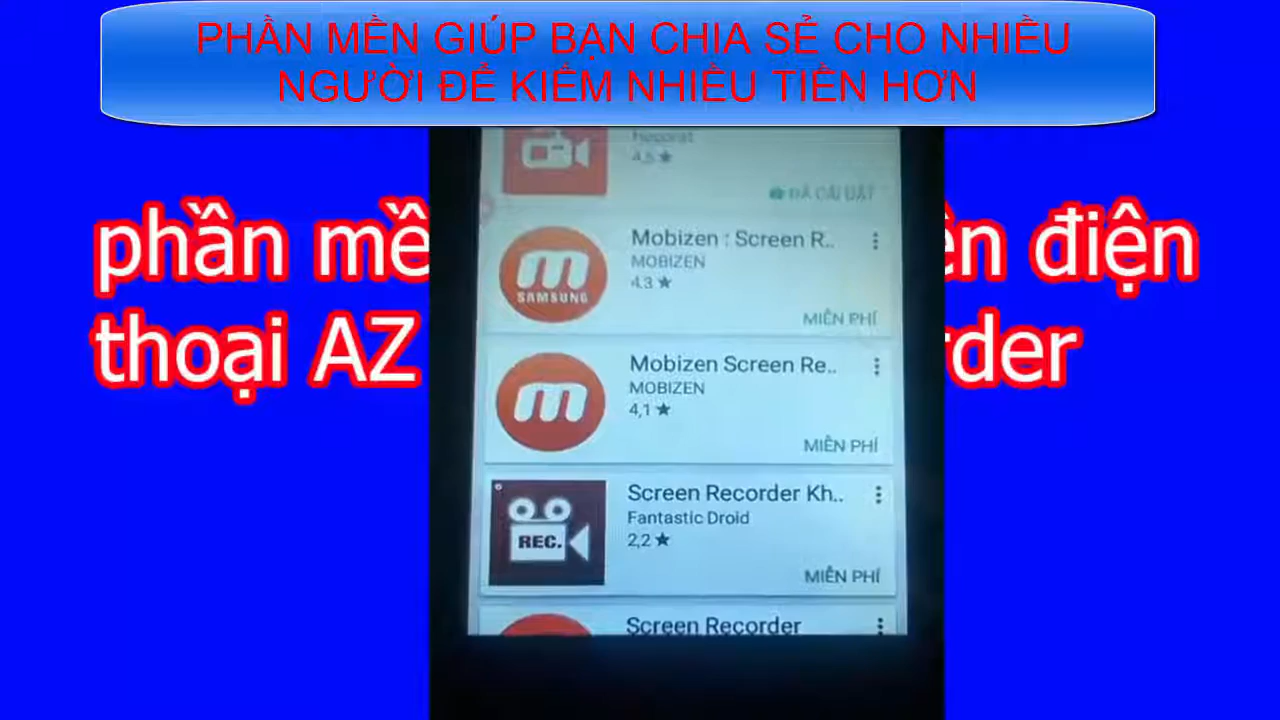 PHẦN MỀN GIÚP BẠN CHIA SẺ CHO NHIỀU
NGƯỜI ĐỂ KIẾM NHIỀU TIỀN HƠN
hecorat
4,5 ★
ĐÃ CÀI ĐẶT
phần mề
ên điện
thoại AZ
rder
Mobizen : Screen R..
MOBIZEN
4.3 ★
SAMSUNG
MIỄN PHÍ
Mobizen Screen Re..
MOBIZEN
4,1 ★
MIỄN PHÍ
Screen Recorder Kh..
Fantastic Droid
2,2 ★
REC.
MIỄN PHÍ
Screen Recorder